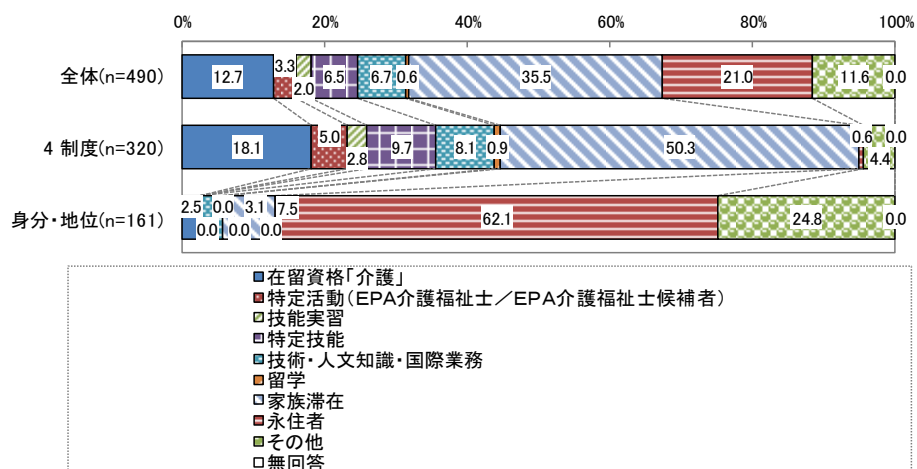 0% 20% 40% 60% 80% 100%
全体(n=490) 12.7 3.3 2.0 6.5 6.7 0.6 35.5 21.0 11.6 0.0
4 制度(n=320) 18.1 5.0 2.8 9.7 8.1 0.9 50.3 0.6 4.4 0.0
身分・地位(n=161) 2.5 0.0 0.0 0.0 3.1 0.0 7.5 62.1 24.8 0.0
在留資格「介護」
特定活動(EPA介護福祉士／EPA介護福祉士候補者)
技能実習
特定技能
技術・人文知識・国際業務
留学
家族滞在
永住者
その他
無回答